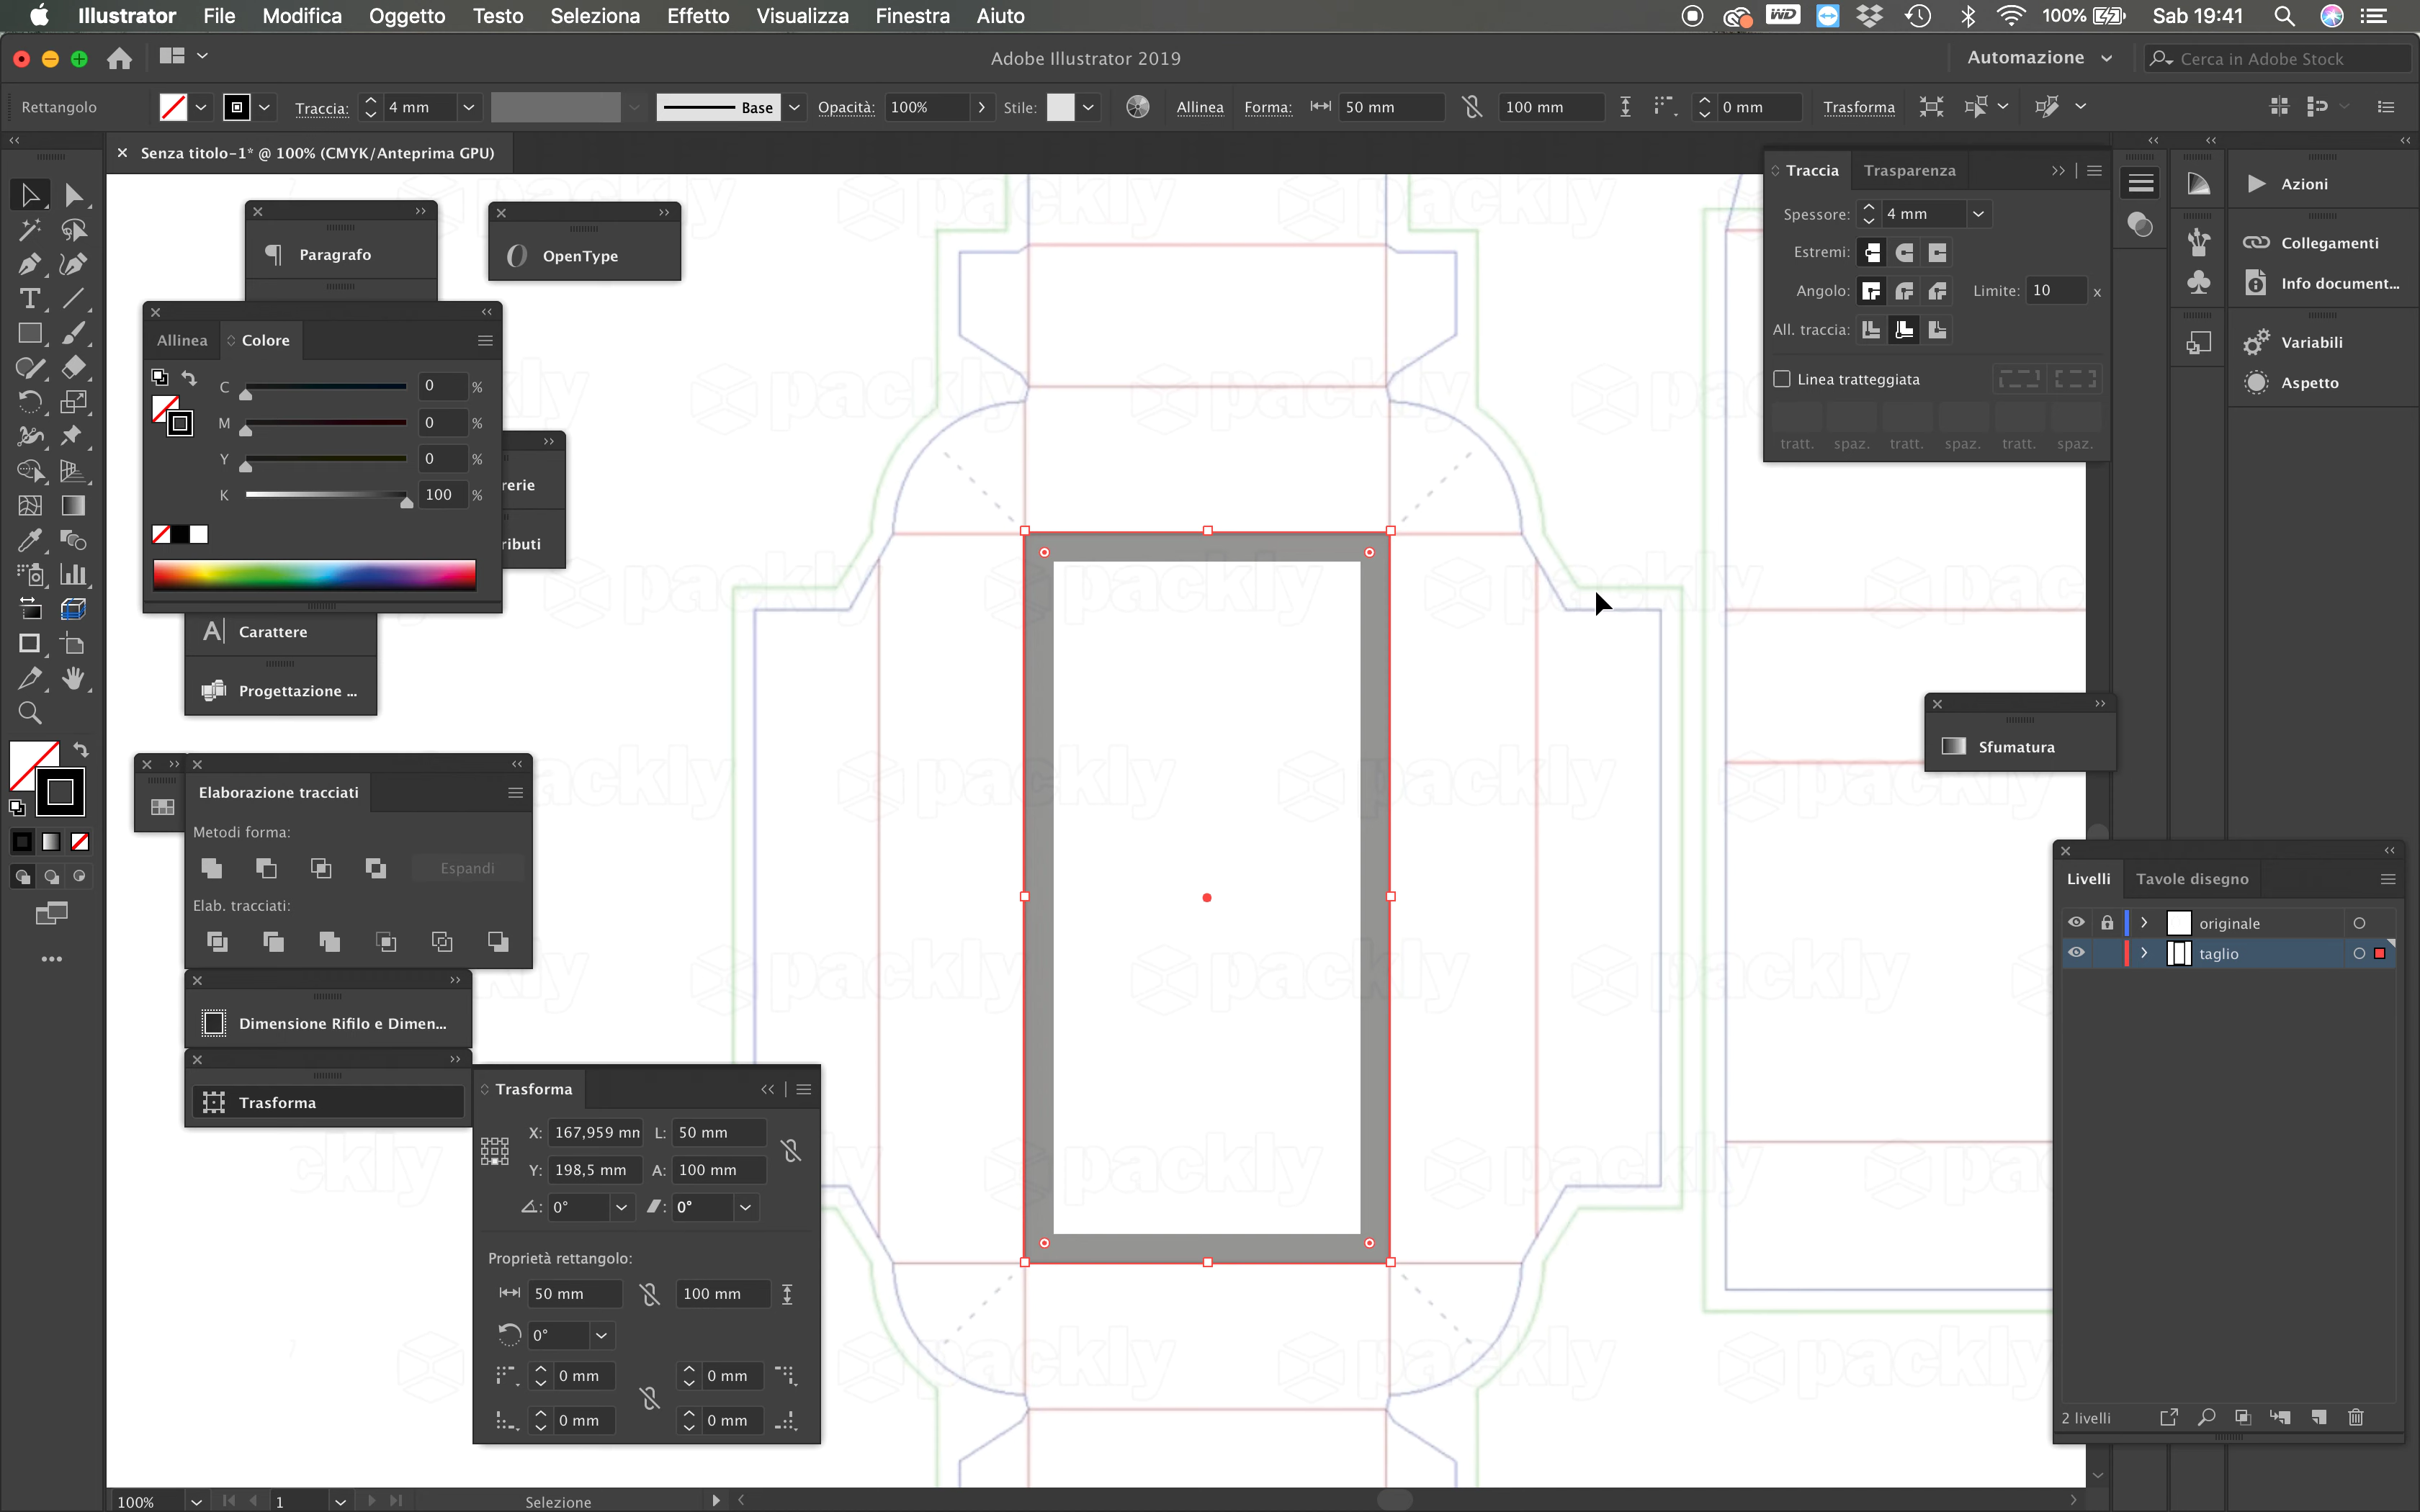 Illustrator File Modifica Oggetto Testo Seleziona Effetto Visualizza Finestra Aiuto
WD 100% Sab 19:41
Adobe Illustrator 2019
Automazione Cerca in Adobe Stock
Rettangolo Traccia: 4 mm Base Opacità: 100% Stile: Allinea Forma: 50 mm 100 mm 0 mm Trasforma
Senza titolo-1* @ 100% (CMYK/Anteprima GPU)
Traccia Trasparenza
Spessore: 4 mm
Estremi:
Angolo: Limite: 10 x
All. traccia:
Linea tratteggiata
tratt. spaz. tratt. spaz. tratt. spaz.
Azioni
Collegamenti
Info document...
Variabili
Aspetto
Paragrafo
OpenType
Allinea Colore
C 0 %
M 0 %
Y 0 %
K 100 %
rerie
ributi
Carattere
Progettazione ...
Elaborazione tracciati
Metodi forma:
Espandi
Elab. tracciati:
Dimensione Rifilo e Dimen...
Trasforma
Trasforma
X: 167,959 mn L: 50 mm
Y: 198,5 mm A: 100 mm
0° 0°
Proprietà rettangolo:
50 mm 100 mm
0°
0 mm 0 mm
0 mm 0 mm
Sfumatura
Livelli Tavole disegno
originale
taglio
2 livelli
packly
100% 1 Selezione